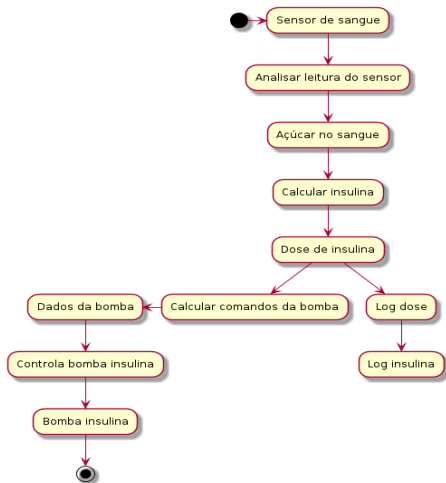 Sensor de sangue
Analisar leitura do sensor
Açúcar no sangue
Calcular insulina
Dose de insulina
Dados da bomba
Calcular comandos da bomba
Log dose
Controla bomba insulina
Log insulina
Bomba insulina